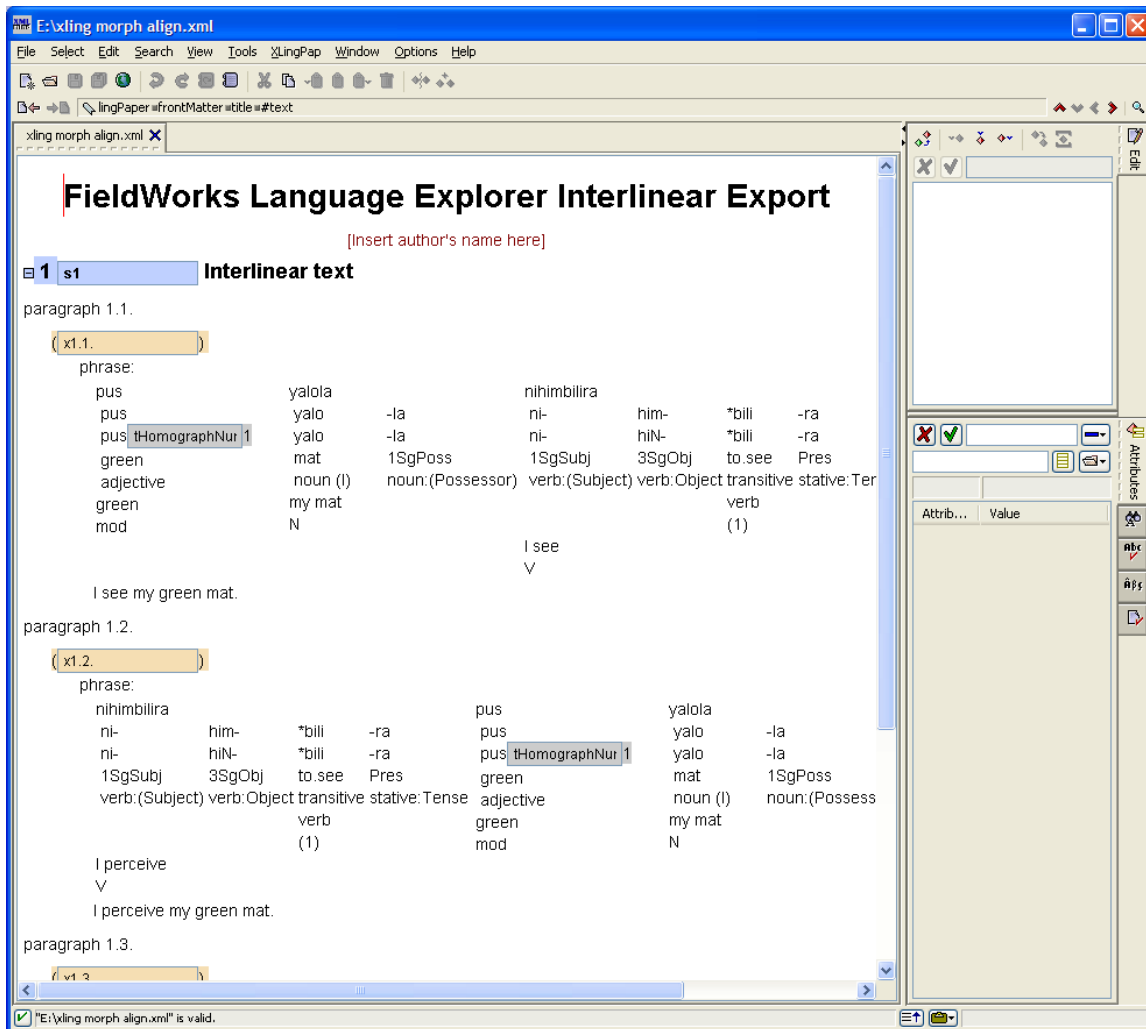 E:\xling morph align.xml
File Select Edit Search View Tools XLingPap Window Options Help
lingPaper frontMatter title #text
xling morph align.xml
FieldWorks Language Explorer Interlinear Export
[Insert author's name here]
1 s1 Interlinear text
paragraph 1.1.
( x1.1. )
phrase:
pus yalola nihimbilira
pus yalo -la ni- him- *bili -ra
pus tHomographNur 1 yalo -la ni- hiN- *bili -ra
green mat 1SgPoss 1SgSubj 3SgObj to.see Pres
adjective noun (I) noun:(Possessor) verb:(Subject) verb:Object transitive stative:Ter
green my mat verb
mod N (1)
I see
V
I see my green mat.
paragraph 1.2.
( x1.2. )
phrase:
nihimbilira pus yalola
ni- him- *bili -ra pus yalo -la
ni- hiN- *bili -ra pus tHomographNur 1 yalo -la
1SgSubj 3SgObj to.see Pres green mat 1SgPoss
verb:(Subject) verb:Object transitive stative:Tense adjective noun (I) noun:(Possess
verb green my mat
(1) mod N
I perceive
V
I perceive my green mat.
paragraph 1.3.
( x1.3. )
"E:\xling morph align.xml" is valid.
Edit
Attributes
Attrib... Value
Abc